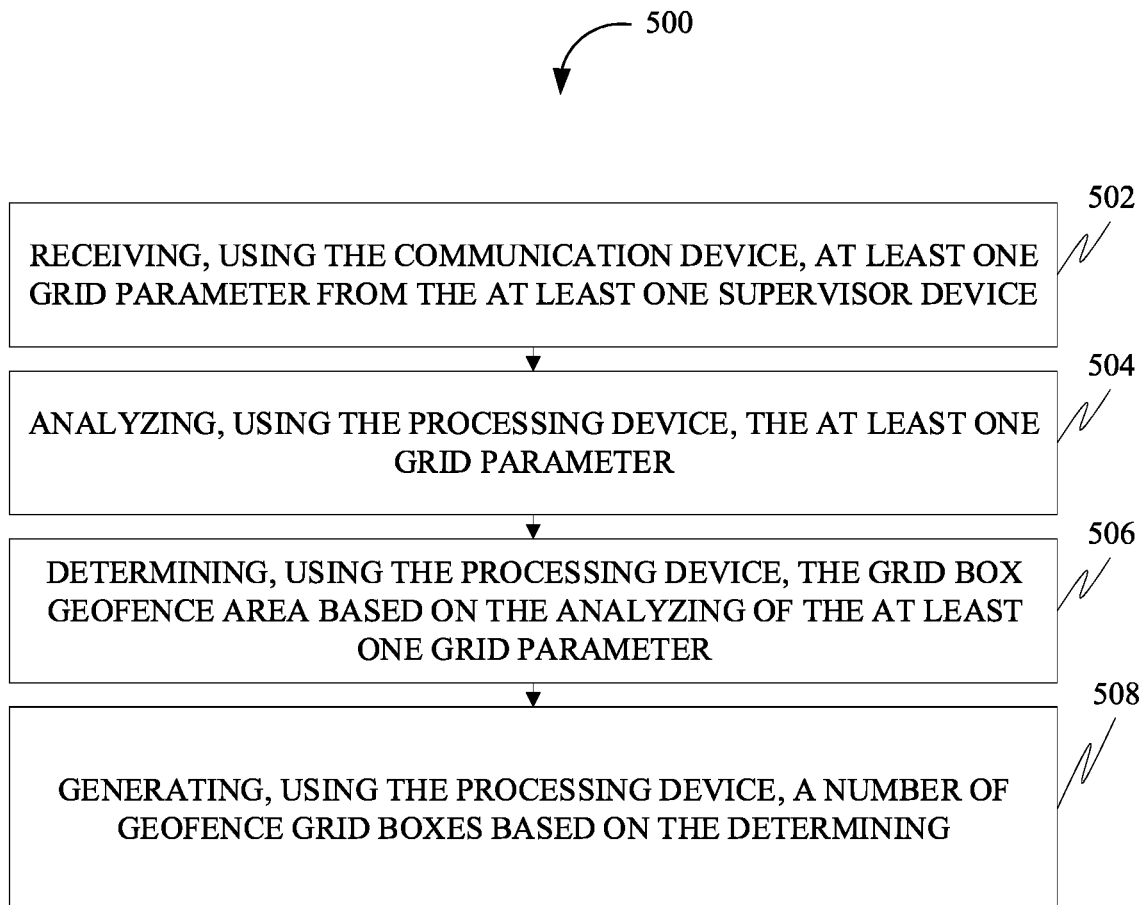 500
502
RECEIVING, USING THE COMMUNICATION DEVICE, AT LEAST ONE
GRID PARAMETER FROM THE AT LEAST ONE SUPERVISOR DEVICE
504
ANALYZING, USING THE PROCESSING DEVICE, THE AT LEAST ONE
GRID PARAMETER
506
DETERMINING, USING THE PROCESSING DEVICE, THE GRID BOX
GEOFENCE AREA BASED ON THE ANALYZING OF THE AT LEAST
ONE GRID PARAMETER
508
GENERATING, USING THE PROCESSING DEVICE, A NUMBER OF
GEOFENCE GRID BOXES BASED ON THE DETERMINING